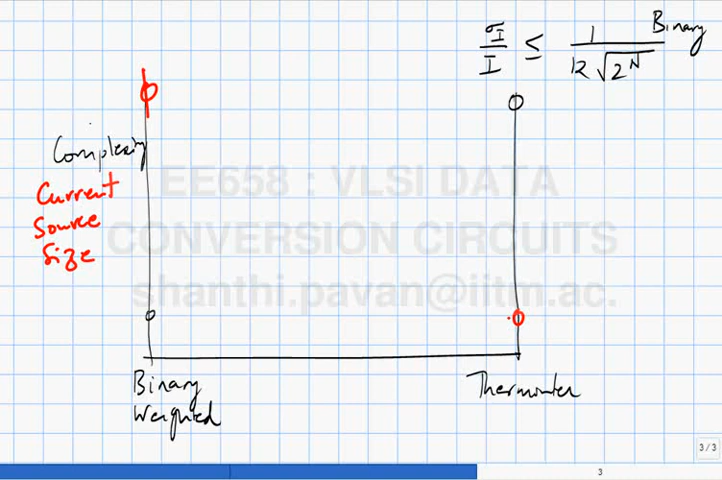 σI/I ≤ 1/(12 √2^N) Binary
Complexity
Current
Source
Size
EE658 : VLSI DATA
CONVERSION CIRCUITS
shanthi.pavan@iitm.ac.
Binary
Weighted
Thermometer
3/3
3